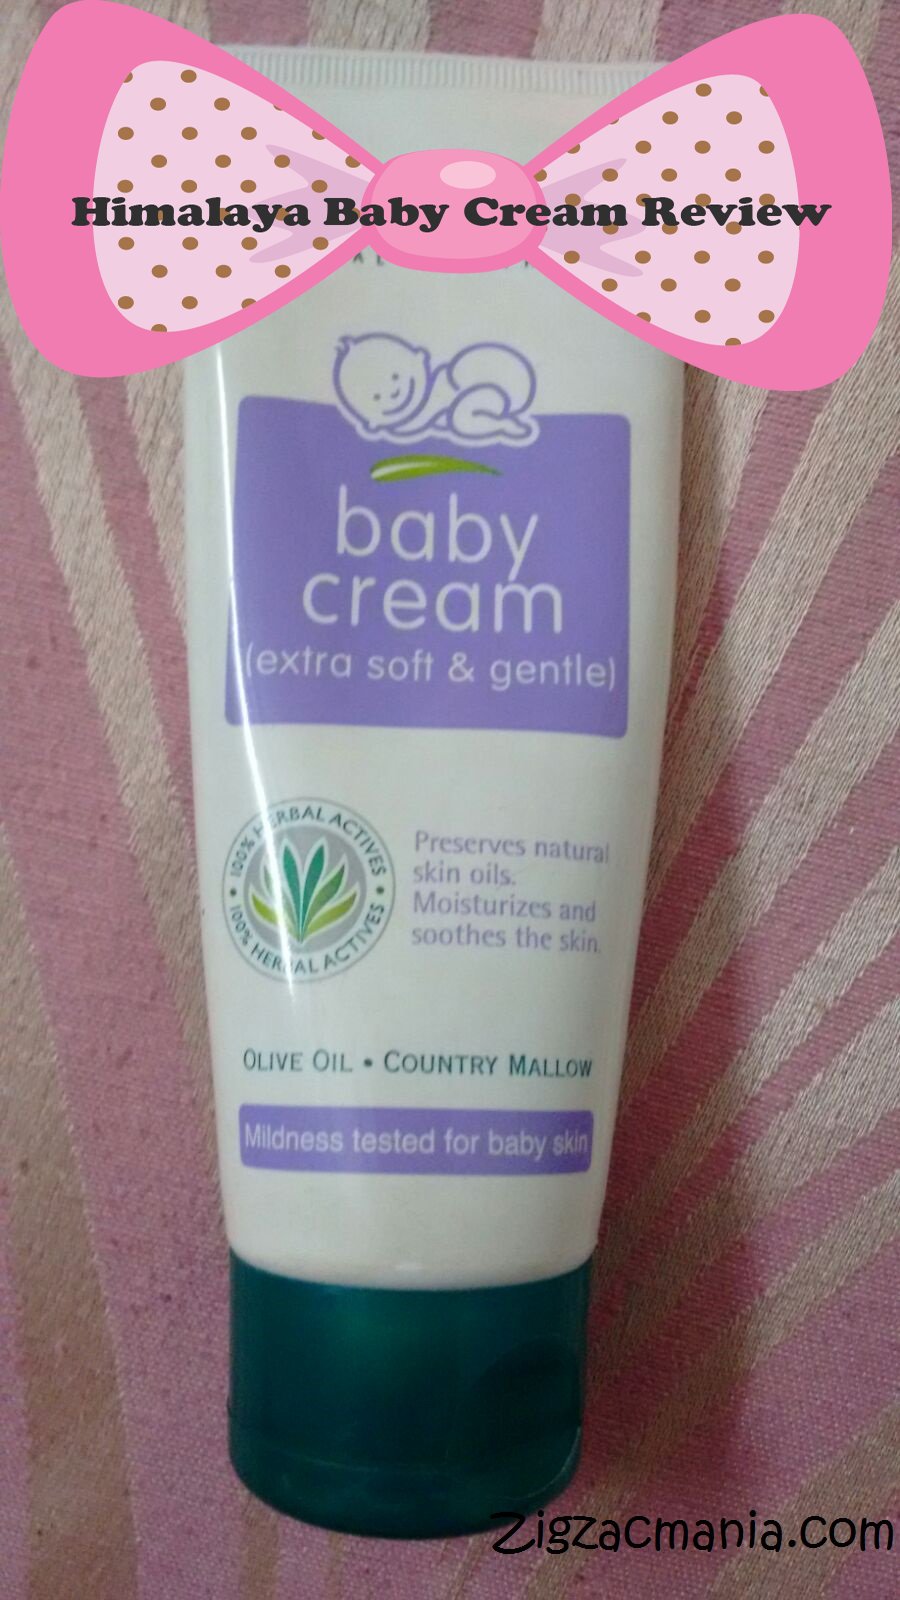 Himalaya Baby Cream Review
baby
cream
(extra soft & gentle)
100% HERBAL ACTIVES
100% HERBAL ACTIVES
Preserves natural
skin oils.
Moisturizes and
soothes the skin.
OLIVE OIL • COUNTRY MALLOW
Mildness tested for baby skin
Zigzacmania.com